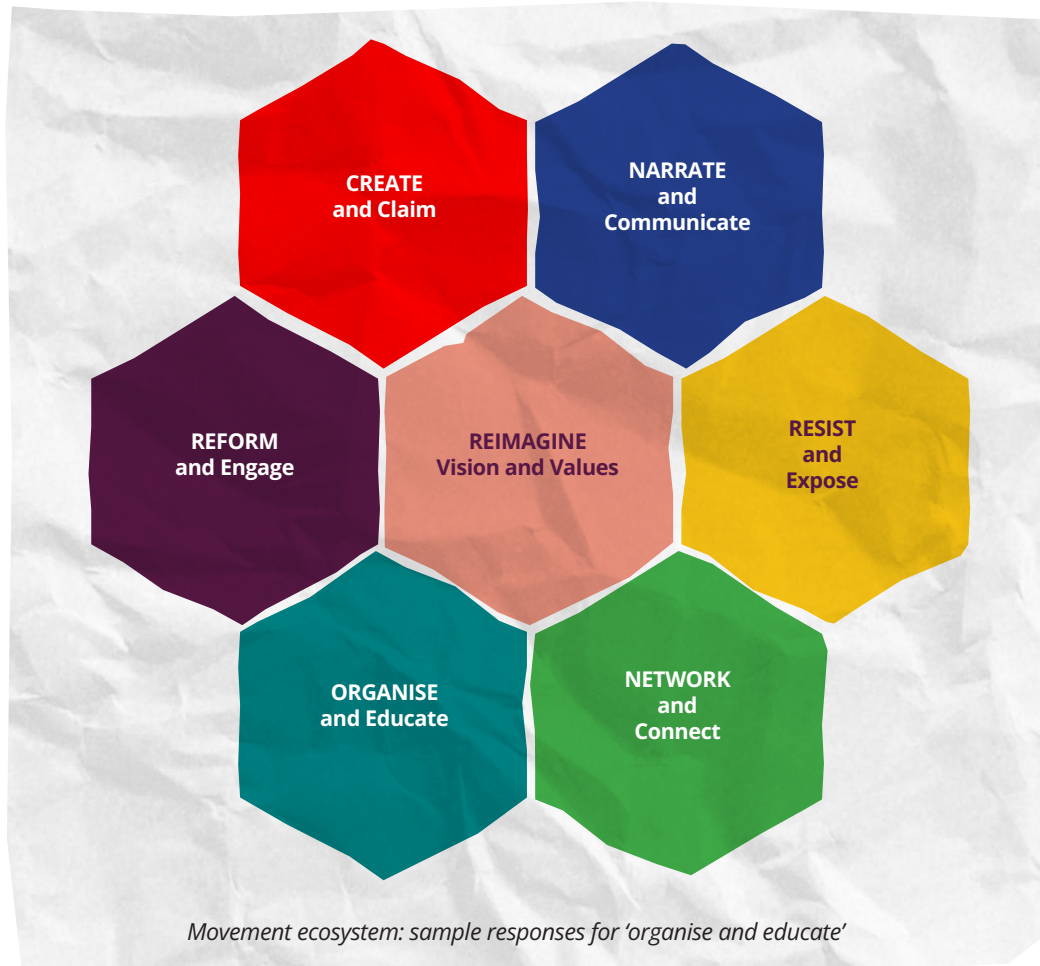 CREATE
and Claim
NARRATE
and
Communicate
REFORM
and Engage
REIMAGINE
Vision and Values
RESIST
and
Expose
ORGANISE
and Educate
NETWORK
and
Connect
Movement ecosystem: sample responses for ‘organise and educate’